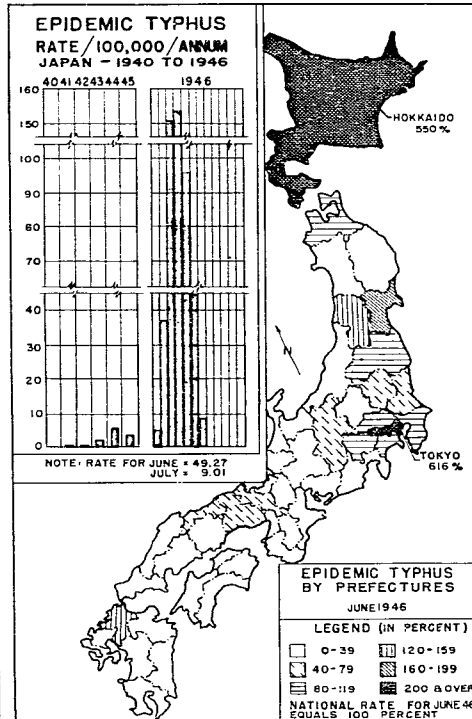 EPIDEMIC TYPHUS
RATE/100,000/ANNUM
JAPAN - 1940 TO 1946
40 41 42 43 44 45
1946
160
150
100
90
80
70
40
30
20
10
0
NOTE: RATE FOR JUNE = 49.27
JULY = 9.01
HOKKAIDO
550 %
N
TOKYO
616 %
EPIDEMIC TYPHUS
BY PREFECTURES
JUNE 1946
LEGEND (IN PERCENT)
0-39
120-159
40-79
160-199
80-119
200 & OVER
NATIONAL RATE FOR JUNE 46
EQUALS 100 PERCENT